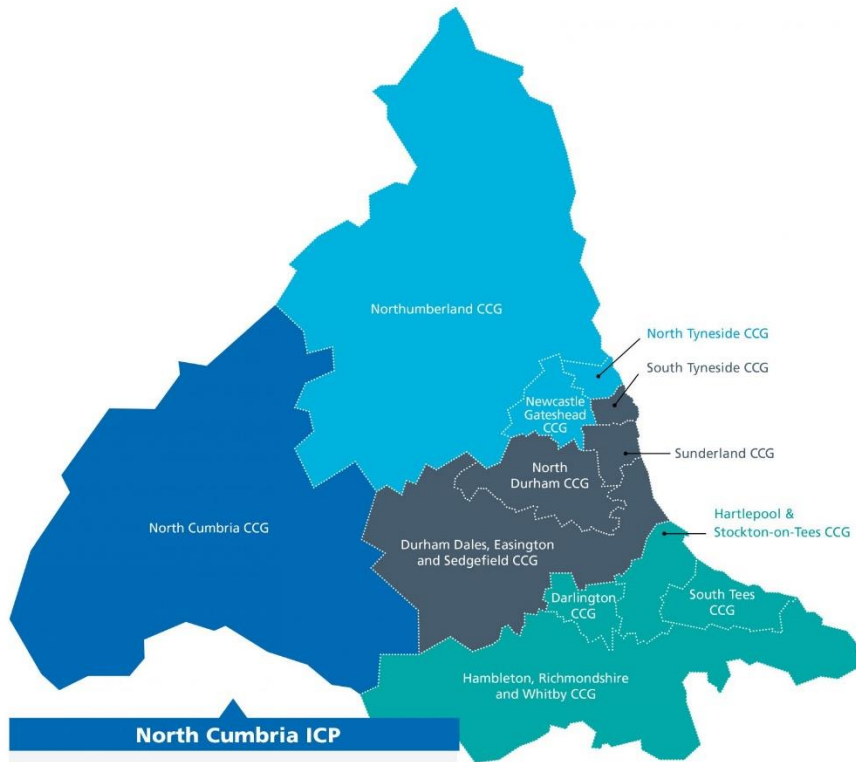 Northumberland CCG
North Tyneside CCG
South Tyneside CCG
Newcastle
Gateshead
CCG
Sunderland CCG
North
Durham CCG
Hartlepool &
Stockton-on-Tees CCG
North Cumbria CCG
Durham Dales, Easington
and Sedgefield CCG
Darlington
CCG
South Tees
CCG
Hambleton, Richmondshire
and Whitby CCG
North Cumbria ICP